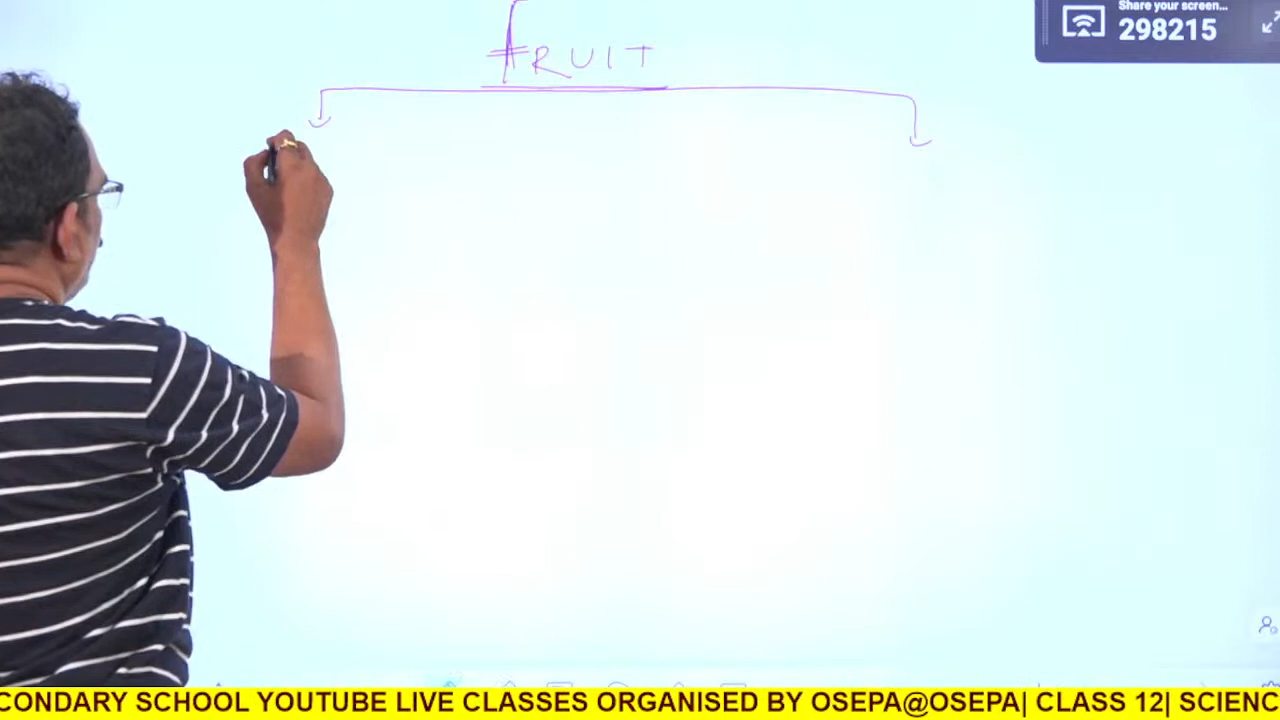 Share your screen...
298215
FRUIT
CONDARY SCHOOL YOUTUBE LIVE CLASSES ORGANISED BY OSEPA@OSEPA| CLASS 12| SCIENC